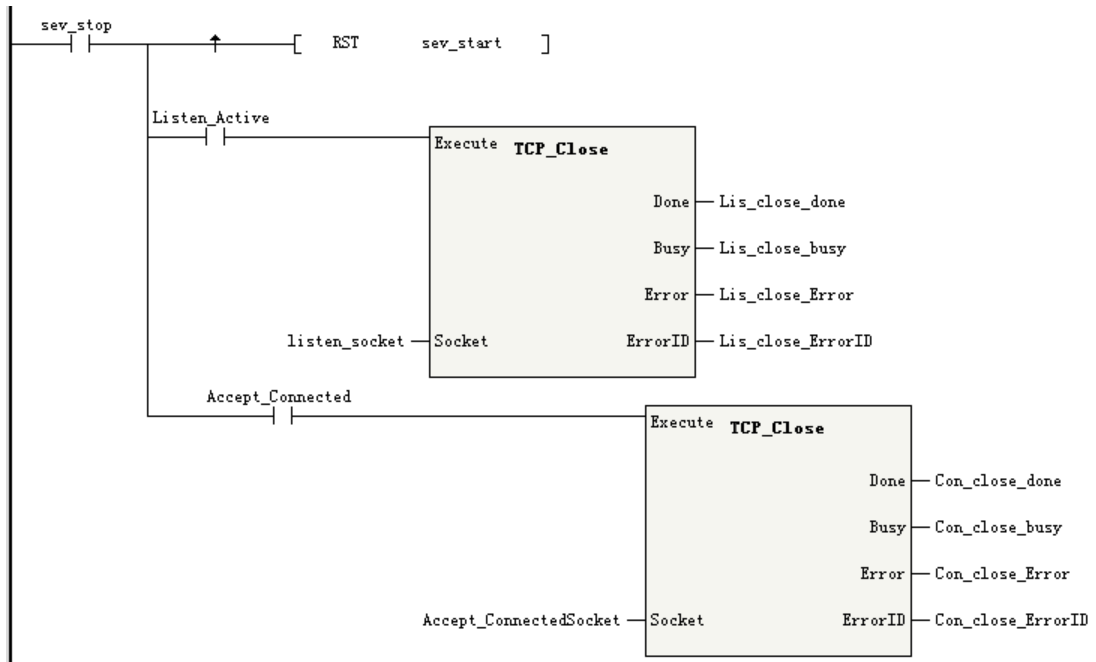 sev_stop
[ RST sev_start ]
Listen_Active
Execute TCP_Close
Done Lis_close_done
Busy Lis_close_busy
Error Lis_close_Error
listen_socket Socket ErrorID Lis_close_ErrorID
Accept_Connected
Execute TCP_Close
Done Con_close_done
Busy Con_close_busy
Error Con_close_Error
Accept_ConnectedSocket Socket ErrorID Con_close_ErrorID